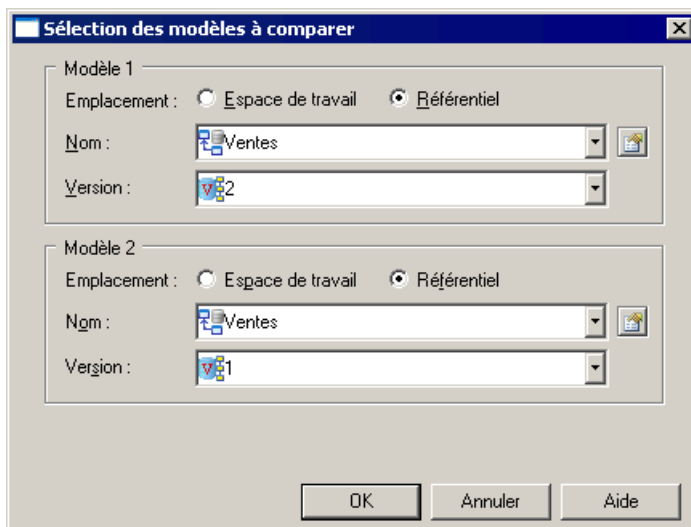 Sélection des modèles à comparer
Modèle 1
Emplacement : Espace de travail Référentiel
Nom : Ventes
Version : V 2
Modèle 2
Emplacement : Espace de travail Référentiel
Nom : Ventes
Version : V 1
OK Annuler Aide